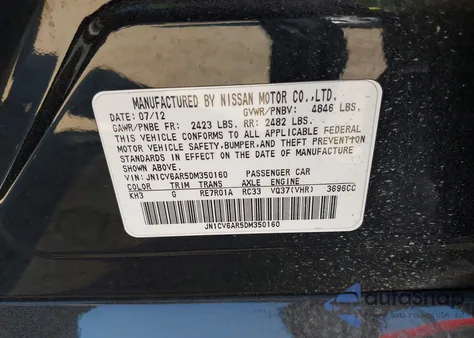 MANUFACTURED BY NISSAN MOTOR CO.,LTD.
DATE: 07/12 GVWR/PNBV: 4846 LBS.
GAWR/PNBE FR: 2423 LBS. RR: 2482 LBS.
THIS VEHICLE CONFORMS TO ALL APPLICABLE FEDERAL
MOTOR VEHICLE SAFETY,BUMPER,AND THEFT PREVENTION
STANDARDS IN EFFECT ON THE DATE OF MANUFACTURE
SHOWN ABOVE.
VIN: JN1CV6AR5DM350160 PASSENGER CAR
COLOR TRIM TRANS AXLE ENGINE
KH3 G RE7R01A RC33 VQ37(VHR) 3696CC
JN1CV6AR5DM350160
autoSnap